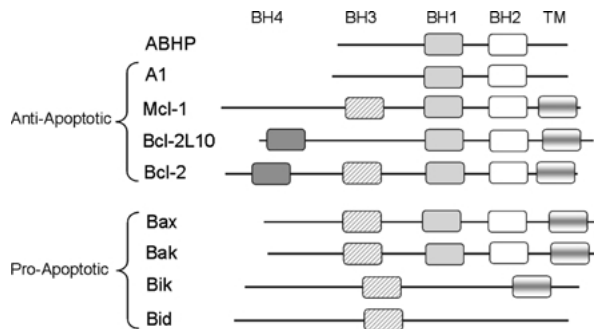 BH4 BH3 BH1 BH2 TM
ABHP
A1
Anti-Apoptotic
Mcl-1
Bcl-2L10
Bcl-2
Bax
Bak
Pro-Apoptotic
Bik
Bid